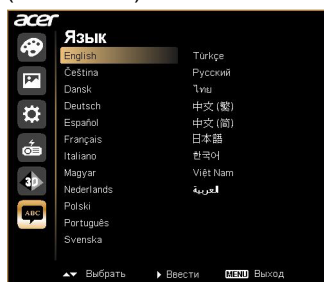 (
acer
Язык
English
Čeština
Dansk
Deutsch
Español
Français
Italiano
Magyar
Nederlands
Polski
Português
Svenska
Türkçe
Русский
ไทย
中文 (繁)
中文 (简)
日本語
한국어
Việt Nam
العربية
3D
ABC
▲▼ Выбрать ▶ Ввести MENU Выход